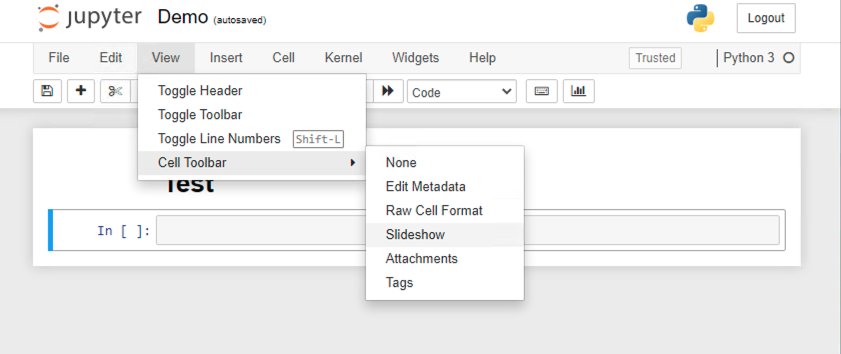 jupyter Demo (autosaved) Logout
File Edit View Insert Cell Kernel Widgets Help Trusted Python 3
Toggle Header
Toggle Toolbar
Toggle Line Numbers Shift-L
Cell Toolbar
Code
None
Edit Metadata
Raw Cell Format
Slideshow
Attachments
Tags
Test
In [ ]: